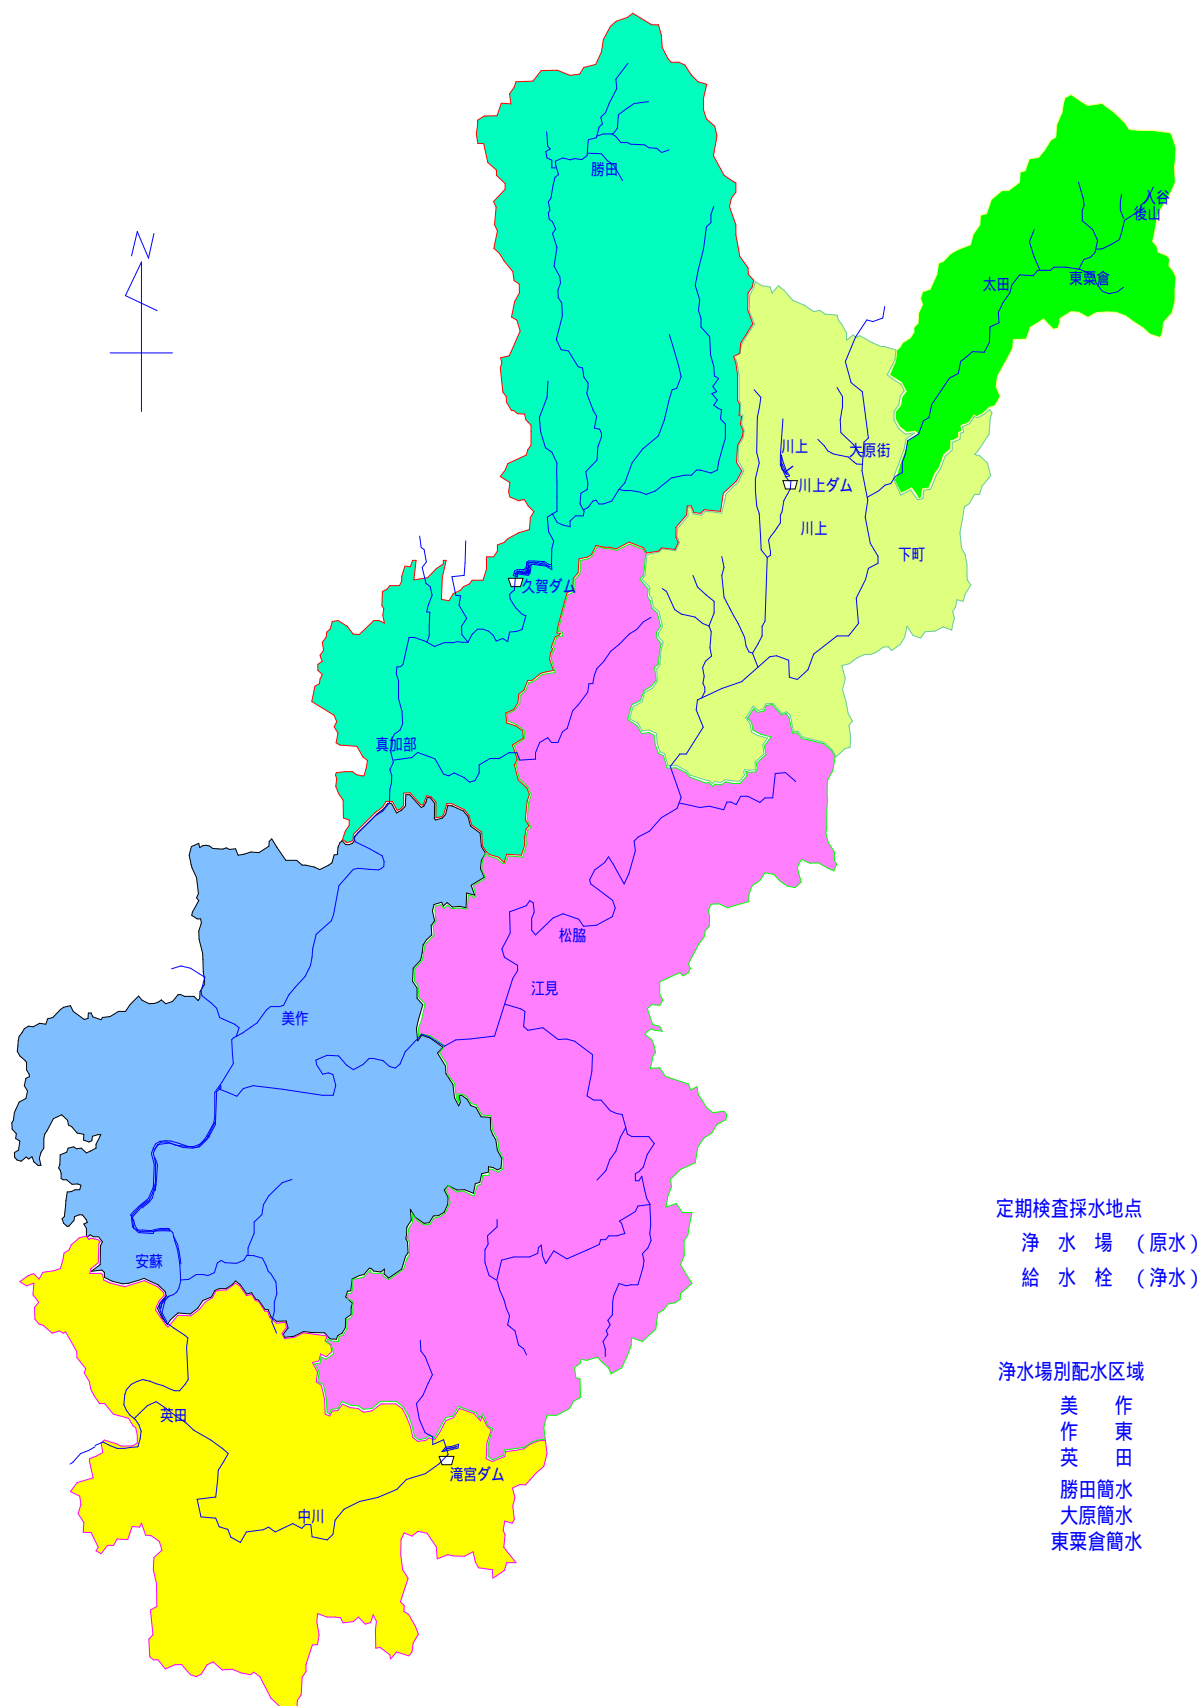 勝田
N
入谷
後山
東粟倉
太田
川上
大原街
川上ダム
川上
下町
久賀ダム
真加部
松脇
江見
美作
安蘇
英田
滝宮ダム
中川
定期検査採水地点
浄 水 場 （原水）
給 水 栓 （浄水）
浄水場別配水区域
美 作
作 東
英 田
勝田簡水
大原簡水
東粟倉簡水